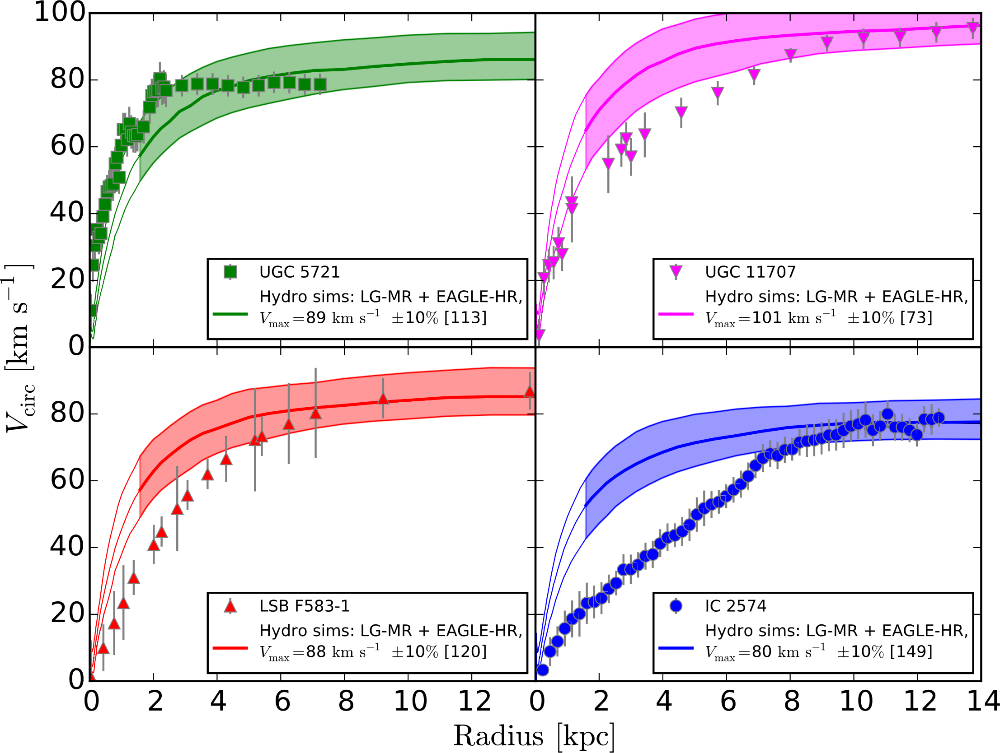 100
80
60
40
20
0
UGC 5721
Hydro sims: LG-MR + EAGLE-HR,
V_max=89 km s^−1 ±10% [113]
UGC 11707
Hydro sims: LG-MR + EAGLE-HR,
V_max=101 km s^−1 ±10% [73]
V_circ [km s^−1]
80
60
40
20
0
LSB F583-1
Hydro sims: LG-MR + EAGLE-HR,
V_max=88 km s^−1 ±10% [120]
IC 2574
Hydro sims: LG-MR + EAGLE-HR,
V_max=80 km s^−1 ±10% [149]
0 2 4 6 8 10 12 0 2 4 6 8 10 12 14
Radius [kpc]